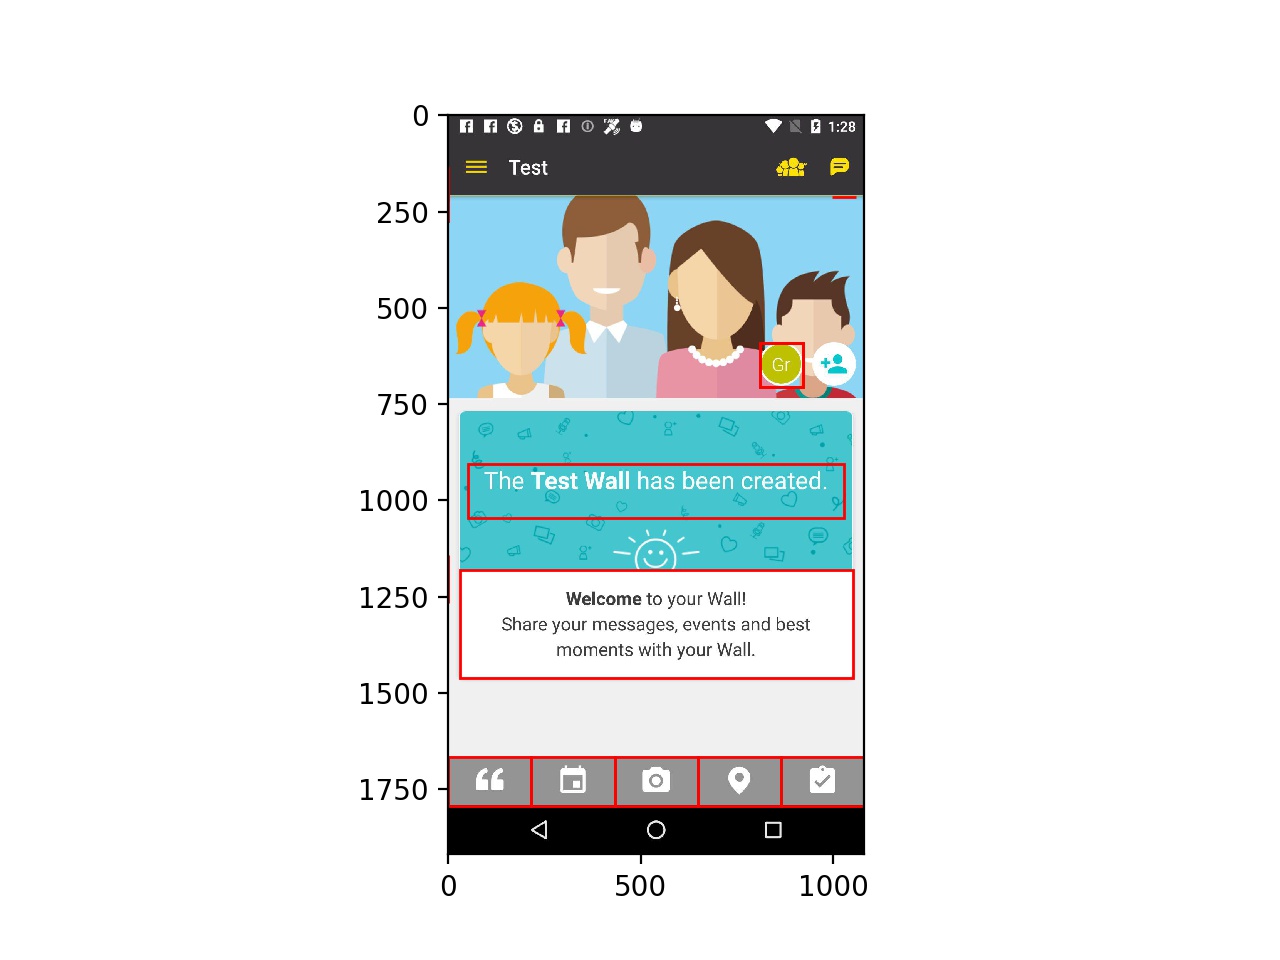 0
250
500
750
1000
1250
1500
1750
1:28
Test
Gr
The Test Wall has been created.
Welcome to your Wall!
Share your messages, events and best
moments with your Wall.
0
500
1000